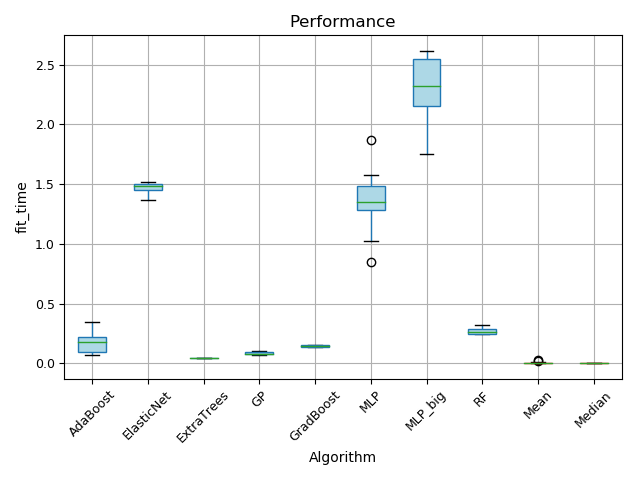 Performance
fit_time
2.5
2.0
1.5
1.0
0.5
0.0
AdaBoost
ElasticNet
ExtraTrees
GP
GradBoost
MLP
MLP_big
RF
Mean
Median
Algorithm